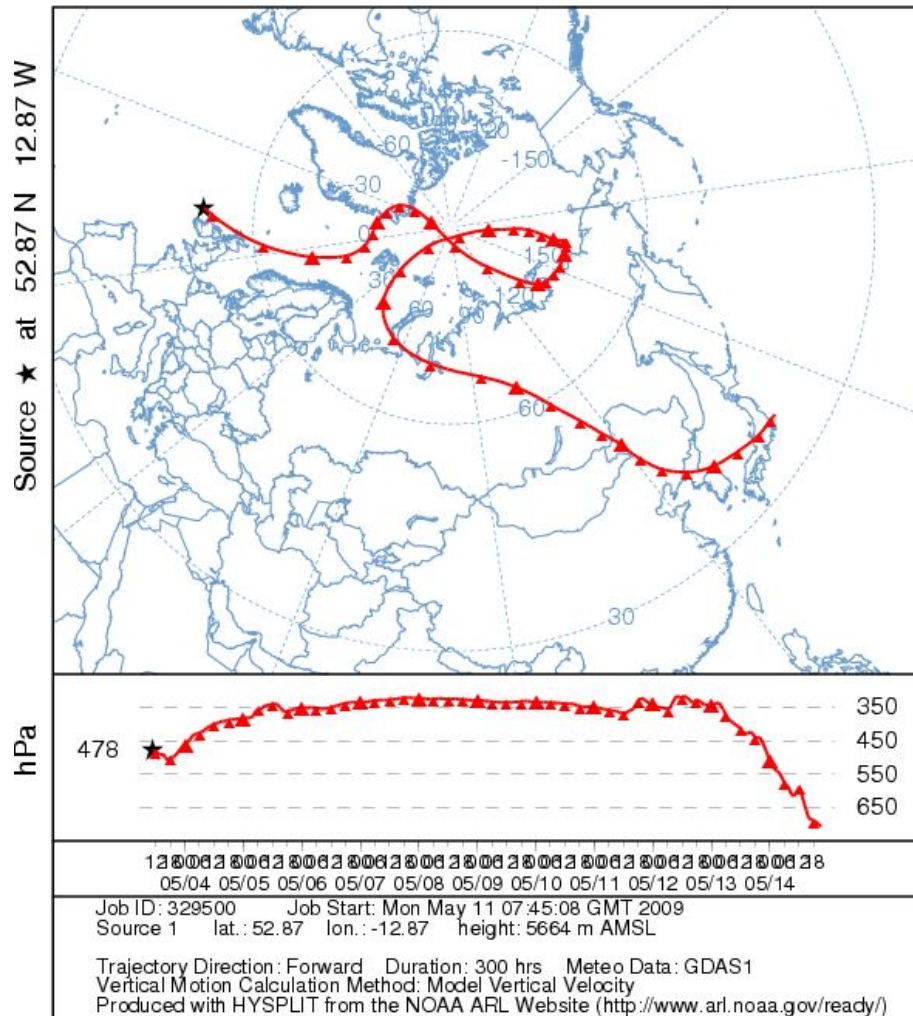 Source ★ at 52.87 N 12.87 W
-60
120
-150
-30
0
150
30
120
60
90
60
30
hPa
478
350
450
550
650
05/04 05/05 05/06 05/07 05/08 05/09 05/10 05/11 05/12 05/13 05/14
Job ID: 329500 Job Start: Mon May 11 07:45:08 GMT 2009
Source 1 lat.: 52.87 lon.: -12.87 height: 5664 m AMSL
Trajectory Direction: Forward Duration: 300 hrs Meteo Data: GDAS1
Vertical Motion Calculation Method: Model Vertical Velocity
Produced with HYSPLIT from the NOAA ARL Website (http://www.arl.noaa.gov/ready/)